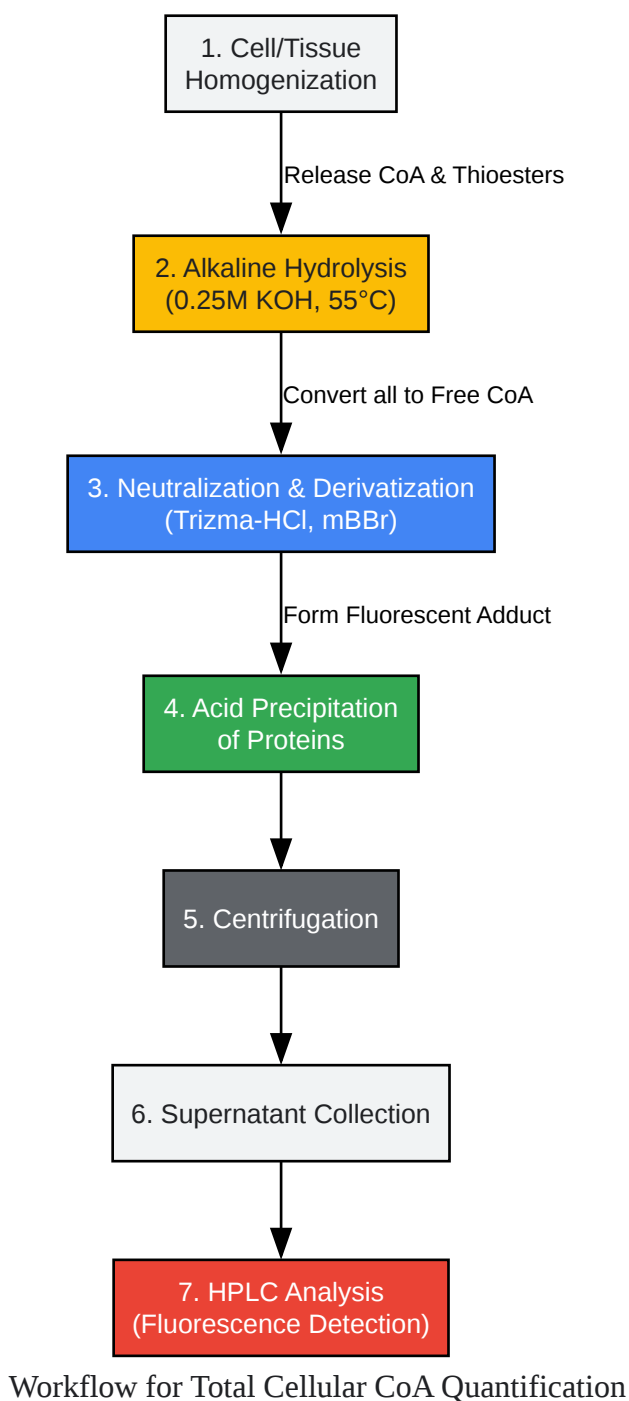 1. Cell/Tissue
Homogenization
Release CoA & Thioesters
2. Alkaline Hydrolysis
(0.25M KOH, 55°C)
Convert all to Free CoA
3. Neutralization & Derivatization
(Trizma-HCl, mBBr)
Form Fluorescent Adduct
4. Acid Precipitation
of Proteins
5. Centrifugation
6. Supernatant Collection
7. HPLC Analysis
(Fluorescence Detection)
Workflow for Total Cellular CoA Quantification